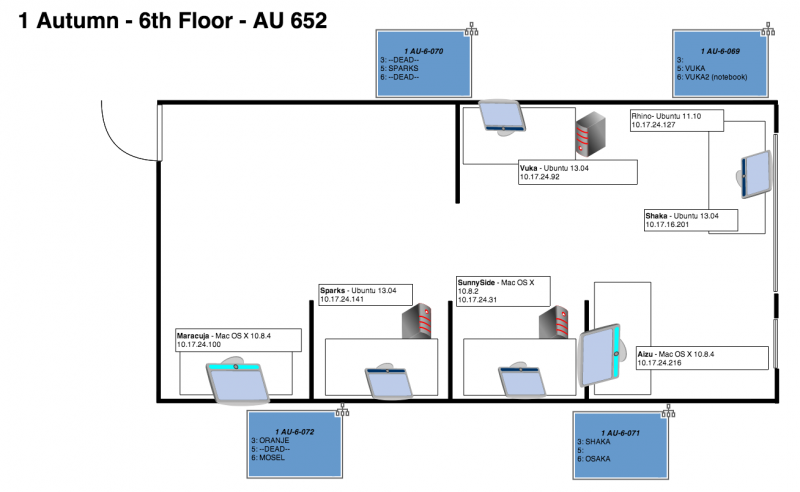 1 Autumn - 6th Floor - AU 652
1 AU-6-070
3: --DEAD--
5: SPARKS
6: --DEAD--
1 AU-6-069
3:
5: VUKA
6: VUKA2 (notebook)
Rhino- Ubuntu 11.10
10.17.24.127
Vuka - Ubuntu 13.04
10.17.24.92
Shaka - Ubuntu 13.04
10.17.16.201
Sparks - Ubuntu 13.04
10.17.24.141
SunnySide - Mac OS X
10.8.2
10.17.24.31
Maracuja - Mac OS X 10.8.4
10.17.24.100
Aizu - Mac OS X 10.8.4
10.17.24.216
1 AU-6-072
3: ORANJE
5: --DEAD--
6: MOSEL
1 AU-6-071
3: SHAKA
5:
6: OSAKA